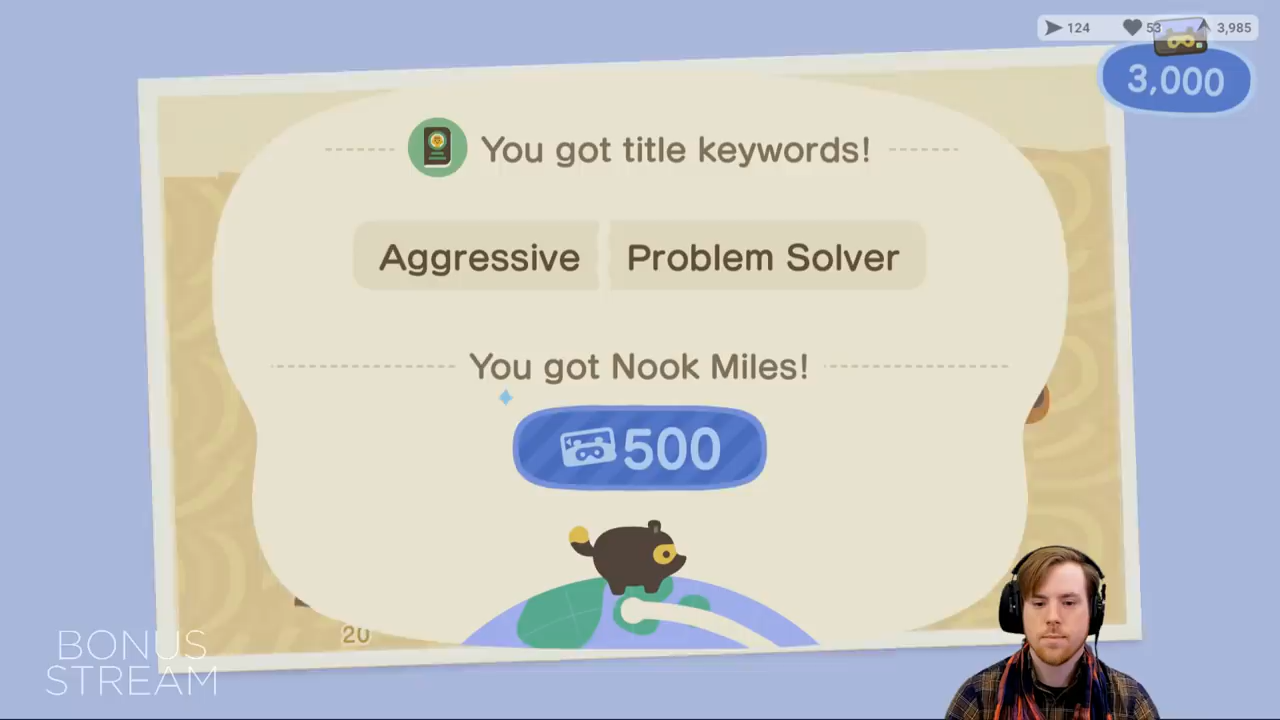 124 53 3,985
3,000
You got title keywords!
Aggressive Problem Solver
You got Nook Miles!
500
20
BONUS
STREAM